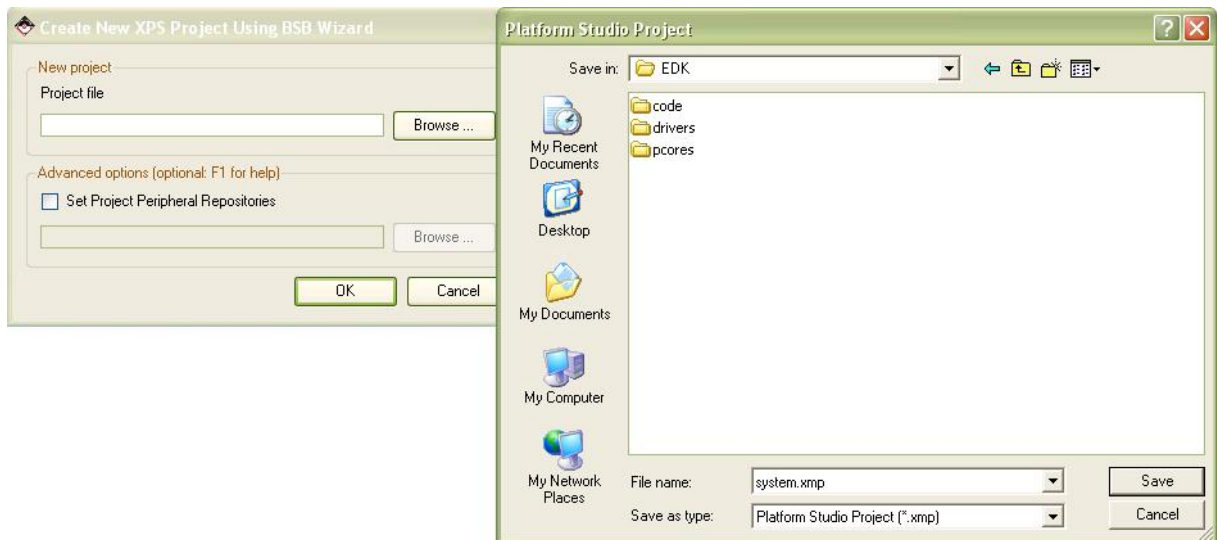 Create New XPS Project Using BSB Wizard
New project
Project file
Browse ...
Advanced options (optional: F1 for help)
Set Project Peripheral Repositories
Browse ...
OK
Cancel
Platform Studio Project
Save in:
EDK
code
drivers
pcores
My Recent
Documents
Desktop
My Documents
My Computer
My Network
Places
File name:
system.xmp
Save
Save as type:
Platform Studio Project (*.xmp)
Cancel